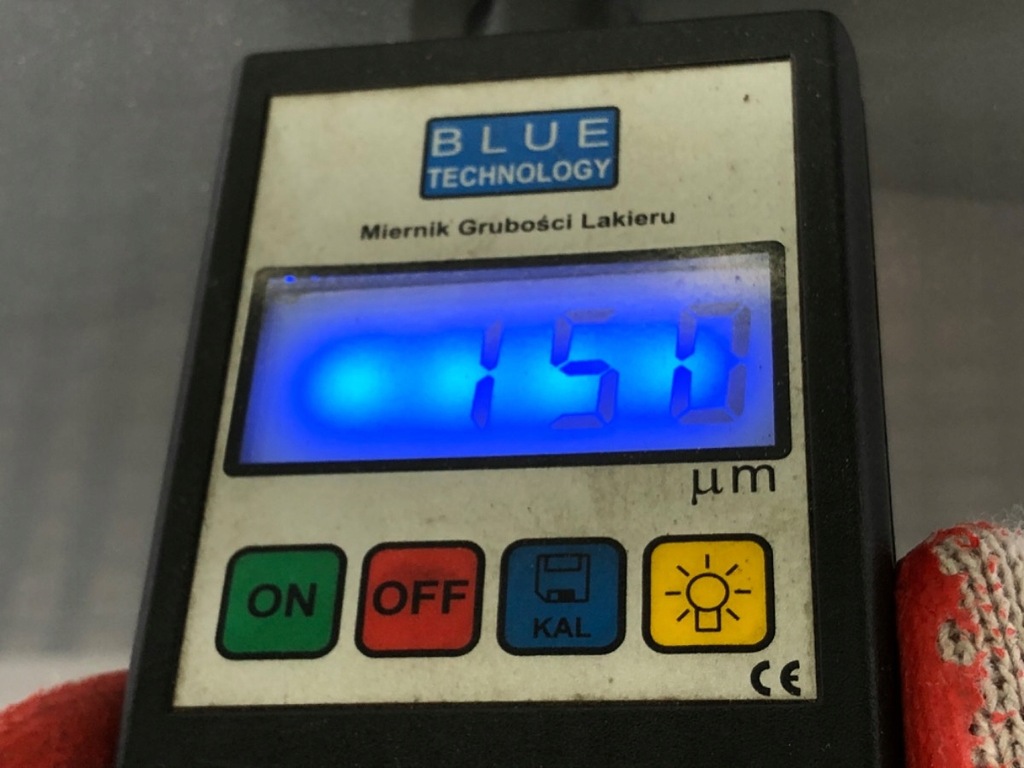 BLUE
TECHNOLOGY
Miernik Grubości Lakieru
150
μm
ON OFF KAL
CE